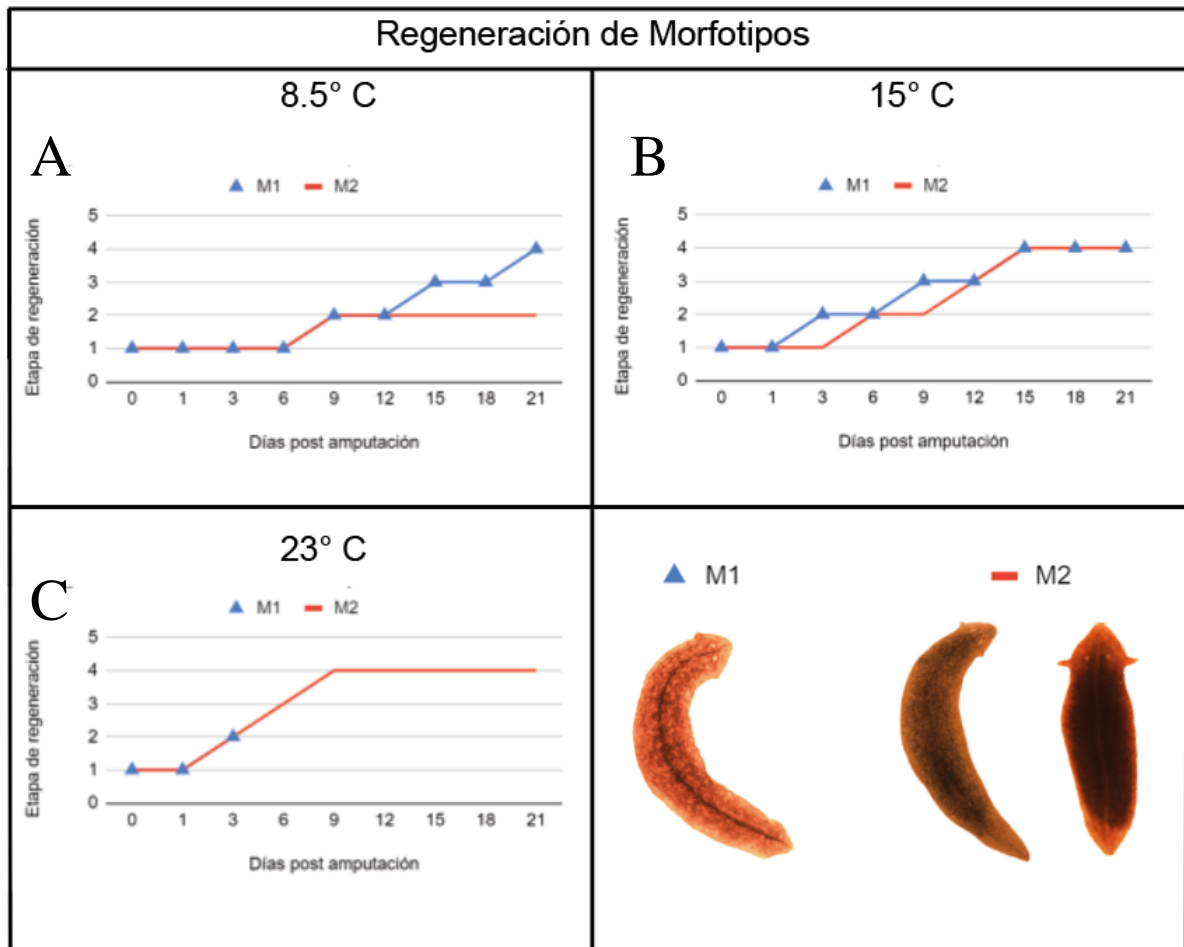 Regeneración de Morfotipos
8.5° C
A
M1 M2
Etapa de regeneración
5
4
3
2
1
0
0 1 3 6 9 12 15 18 21
Días post amputación
15° C
B
M1 M2
Etapa de regeneración
5
4
3
2
1
0
0 1 3 6 9 12 15 18 21
Días post amputación
23° C
C
M1 M2
Etapa de regeneración
5
4
3
2
1
0
0 1 3 6 9 12 15 18 21
Días post amputación
M1 M2